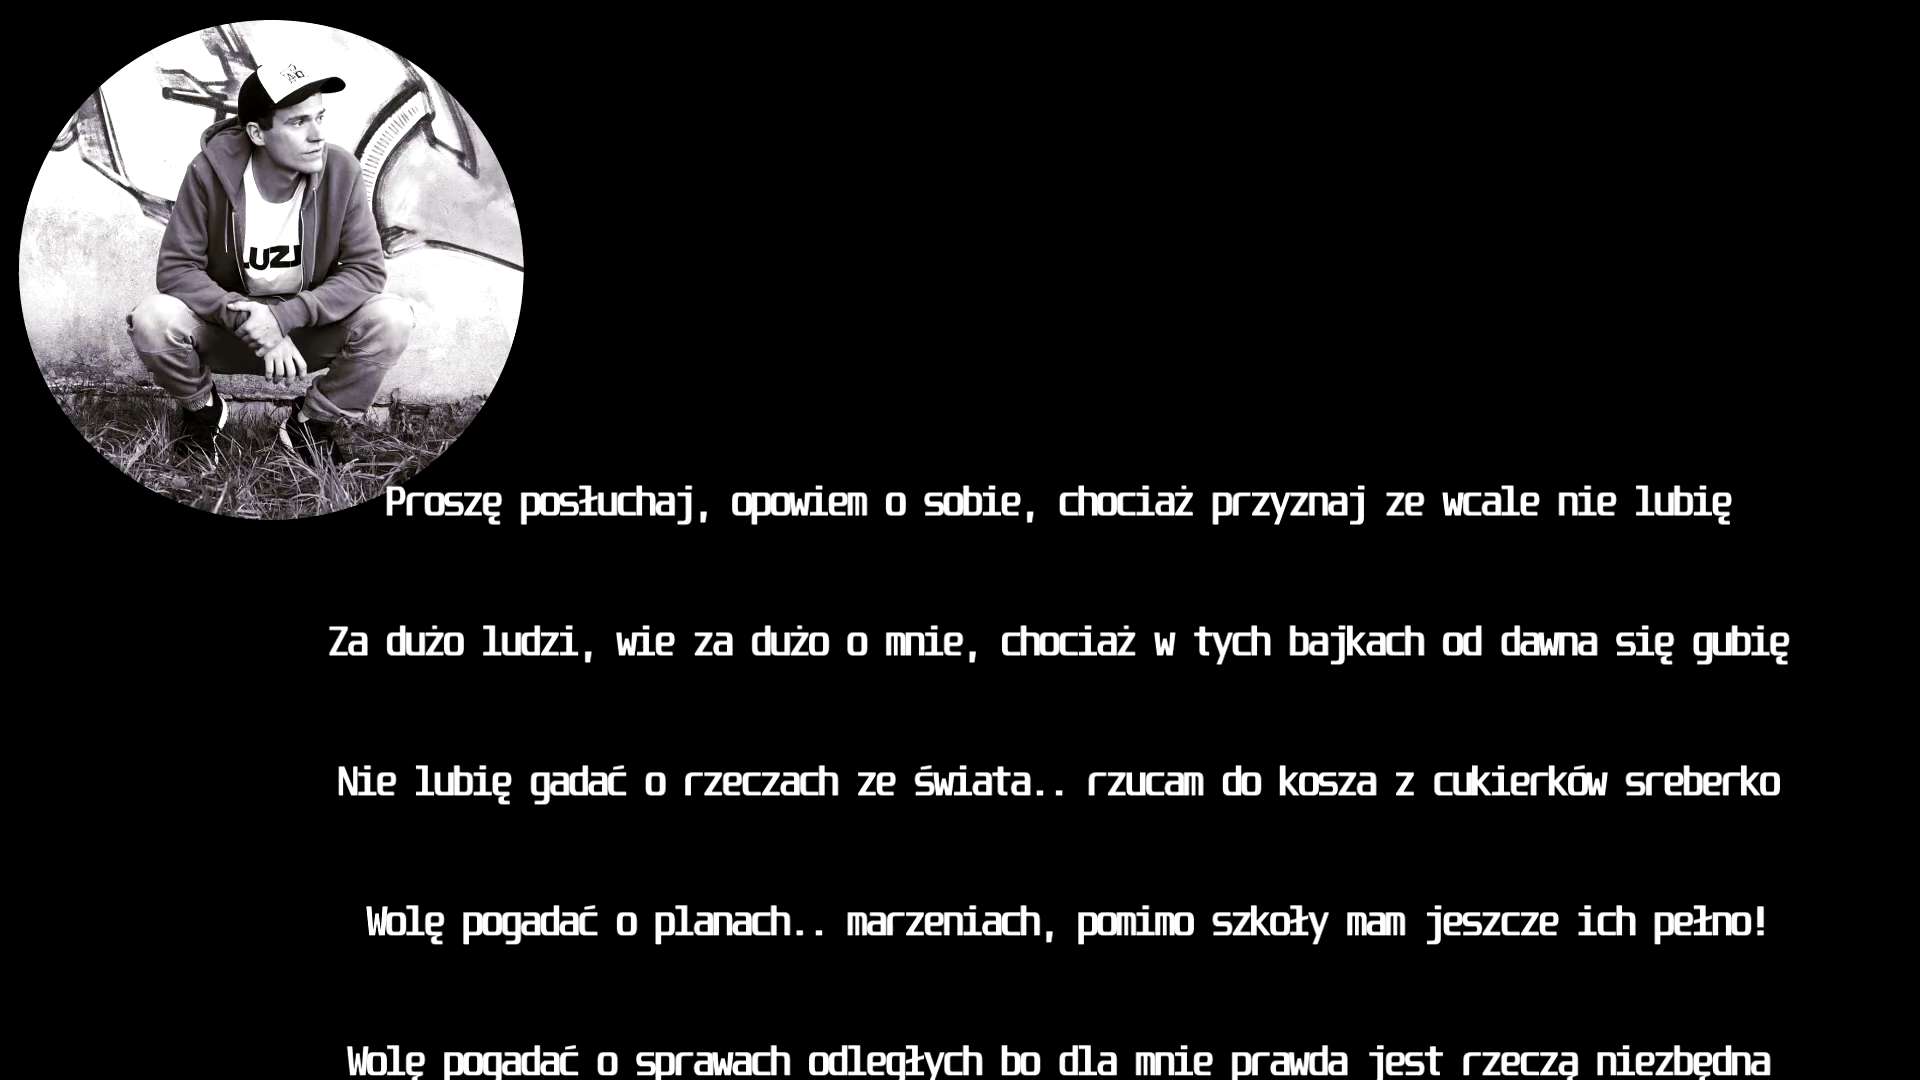 LUZ
Proszę posłuchaj, opowiem o sobie, chociaż przyznaj ze wcale nie lubię
Za dużo ludzi, wie za dużo o mnie, chociaż w tych bajkach od dawna się gubię
Nie lubię gadać o rzeczach ze świata.. rzucam do kosza z cukierków sreberko
Wolę pogadać o planach.. marzeniach, pomimo szkoły mam jeszcze ich pełno!
Wolę pogadać o sprawach odległych bo dla mnie prawda jest rzeczą niezbędna